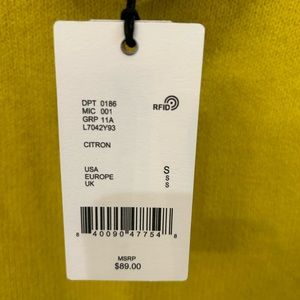 DPT 0186
MIC 001
GRP 11A
L7042Y93
RFID
CITRON
USA S
EUROPE S
UK S
8 40090 47754 8
MSRP
$89.00